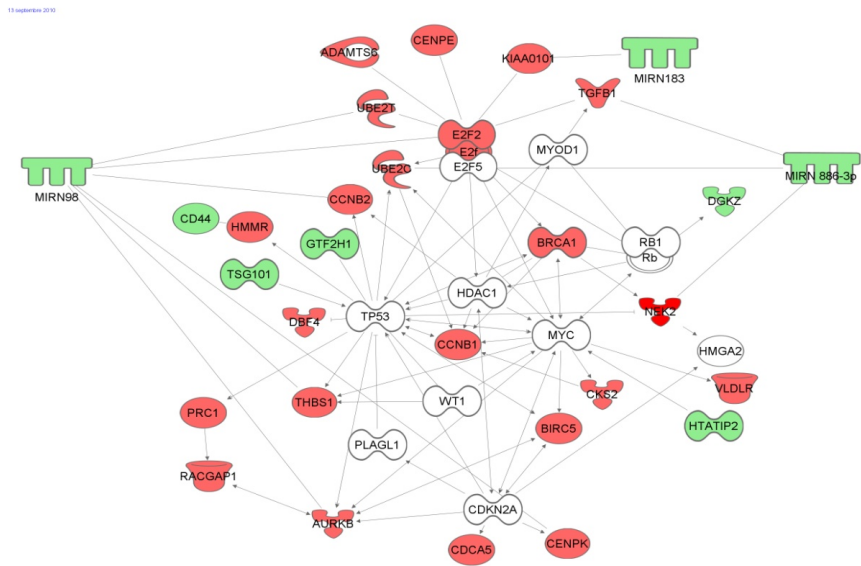 13 septembre 2010
ADAMTS6
CENPE
KIAA0101
MIRN183
TGFB1
UBE2T
E2F2
E2f
E2F5
MYOD1
UBE2C
MIRN98
MIRN 886-3p
CCNB2
DGKZ
CD44
HMMR
GTF2H1
BRCA1
RB1
Rb
TSG101
HDAC1
NEK2
DBF4
TP53
MYC
CCNB1
HMGA2
VLDLR
CKS2
THBS1
WT1
PRC1
BIRC5
HTATIP2
PLAGL1
RACGAP1
CDKN2A
AURKB
CDCA5
CENPK